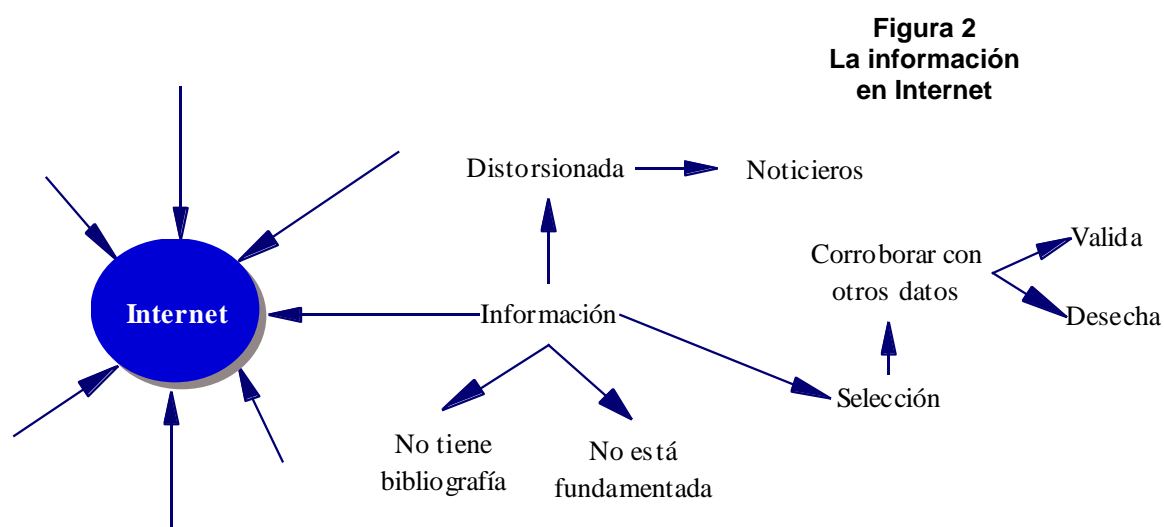 Figura 2
La información
en Internet
Distorsionada
Noticieros
Corroborar con
otros datos
Valida
Desecha
Internet
Información
Selección
No tiene
bibliografía
No está
fundamentada